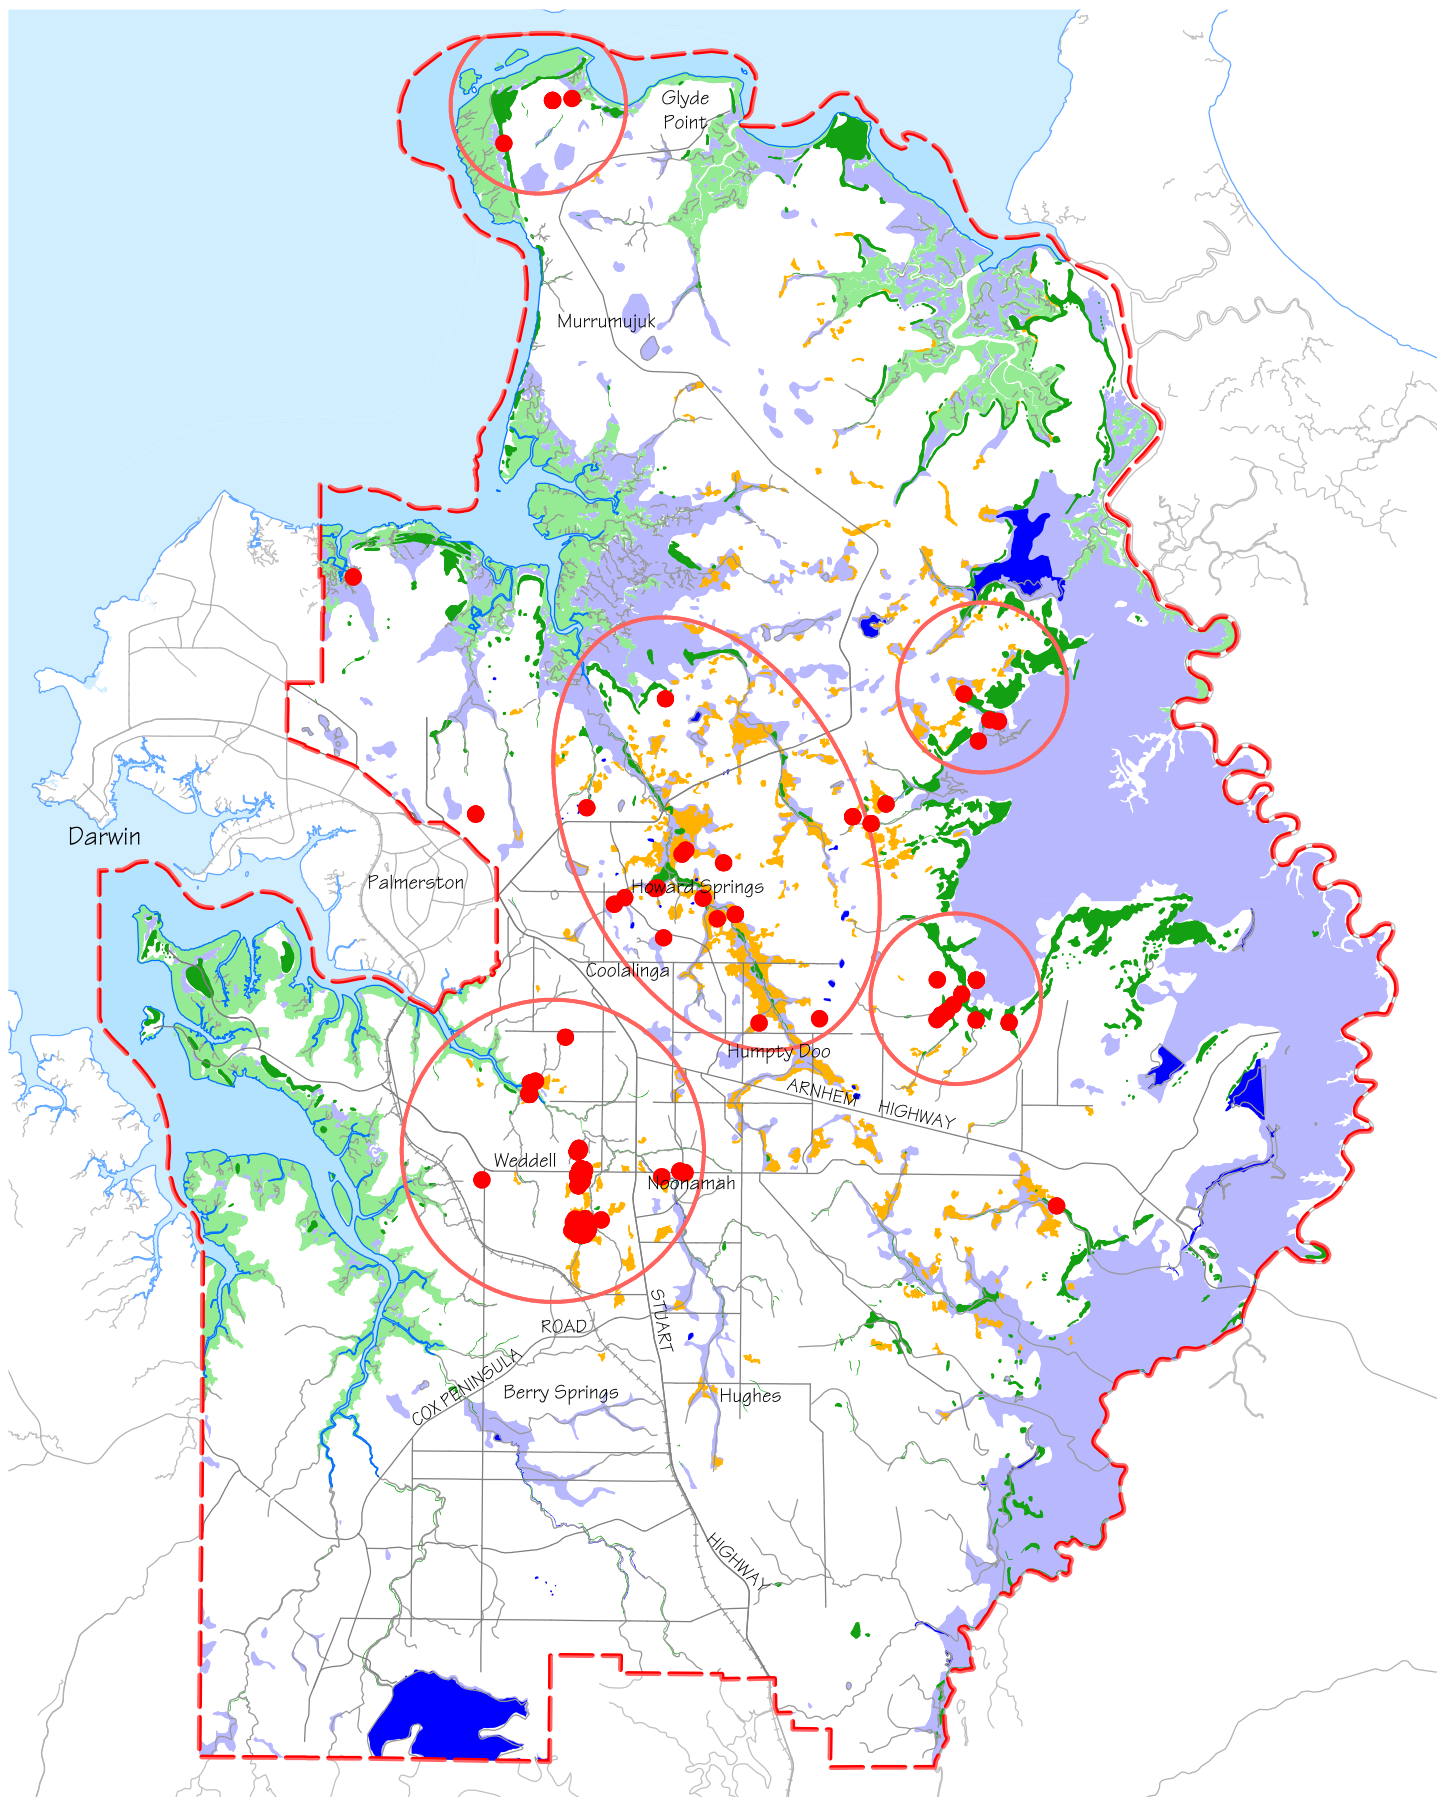 Glyde
Point
Murrumujuk
Darwin
Palmerston
Howard Springs
Coolalinga
Humpty Doo
ARNHEM HIGHWAY
Weddell
Noonamah
STUART
ROAD
COX PENINSULA
Berry Springs
Hughes
HIGHWAY